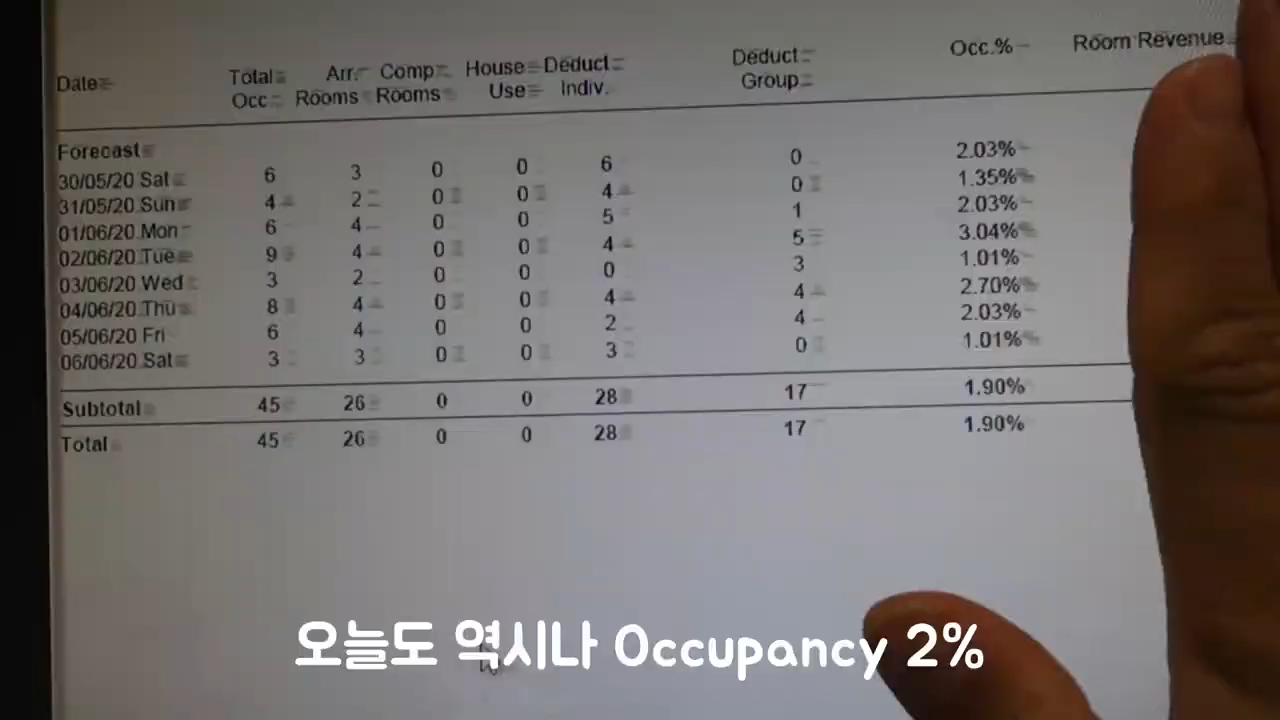 Date Total Occ Arr. Rooms Comp Rooms House Use Deduct Indiv. Deduct Group Occ.% Room Revenue
Forecast
30/05/20 Sat 6 3 0 0 6 0 2.03%
31/05/20 Sun 4 2 0 0 4 0 1.35%
01/06/20 Mon 6 4 0 0 5 1 2.03%
02/06/20 Tue 9 4 0 0 4 5 3.04%
03/06/20 Wed 3 2 0 0 0 3 1.01%
04/06/20 Thu 8 4 0 0 4 4 2.70%
05/06/20 Fri 6 4 0 0 2 4 2.03%
06/06/20 Sat 3 3 0 0 3 0 1.01%
Subtotal 45 26 0 0 28 17 1.90%
Total 45 26 0 0 28 17 1.90%
오늘도 역시나 Occupancy 2%